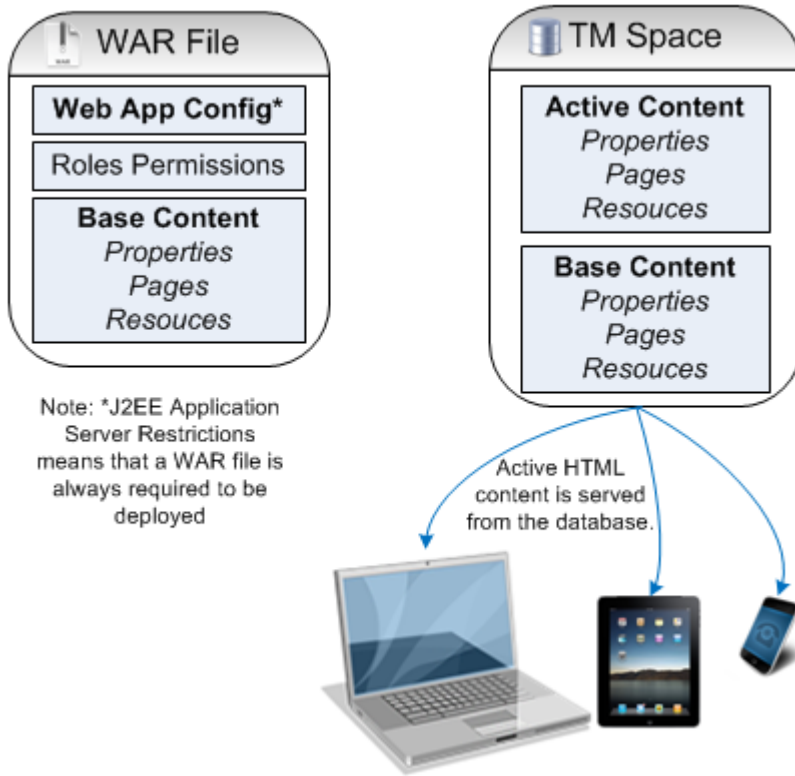 WAR File
Web App Config*
Roles Permissions
Base Content
Properties
Pages
Resouces
Note: *J2EE Application
Server Restrictions
means that a WAR file is
always required to be
deployed
TM Space
Active Content
Properties
Pages
Resouces
Base Content
Properties
Pages
Resouces
Active HTML
content is served
from the database.